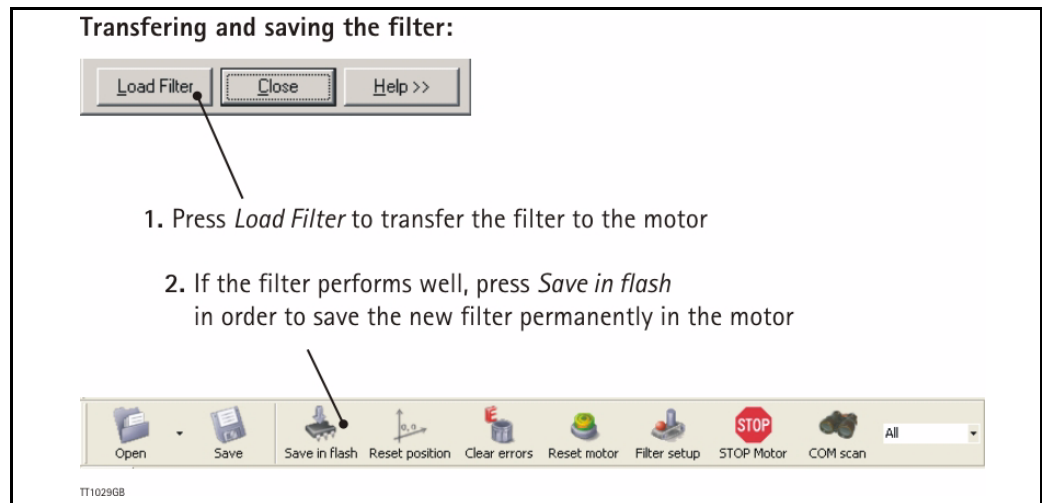 Transfering and saving the filter:
Load Filter Close Help >>
1. Press Load Filter to transfer the filter to the motor
2. If the filter performs well, press Save in flash
in order to save the new filter permanently in the motor
E 0,0 STOP
Open Save Save in flash Reset position Clear errors Reset motor Filter setup STOP Motor COM scan All
TT1029GB